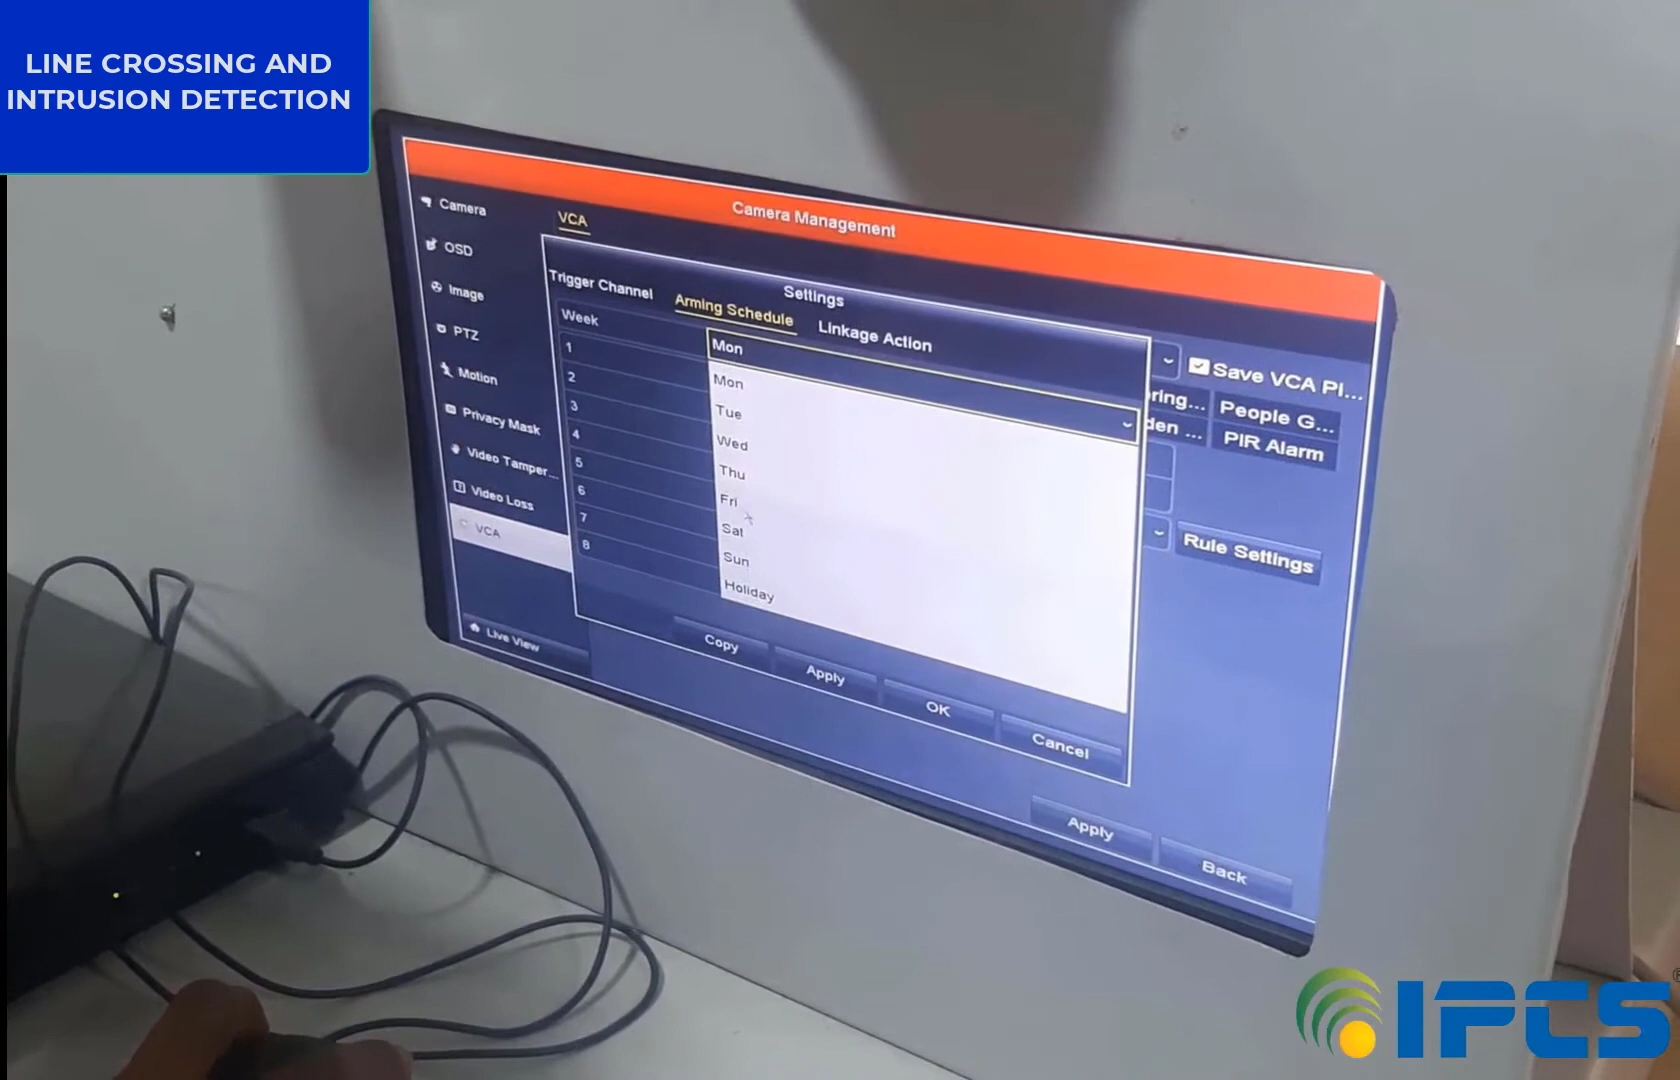 LINE CROSSING AND
INTRUSION DETECTION
Camera Management
Camera
OSD
Image
PTZ
Motion
Privacy Mask
Video Tamper...
Video Loss
VCA
Live View
VCA
Settings
Trigger Channel
Arming Schedule
Linkage Action
Week
Mon
1
2
3
4
5
6
7
8
Mon
Tue
Wed
Thu
Fri
Sat
Sun
Holiday
Copy
Apply
OK
Cancel
Save VCA Pi...
ring...
People G...
den ...
PIR Alarm
Rule Settings
Apply
Back
IPCS